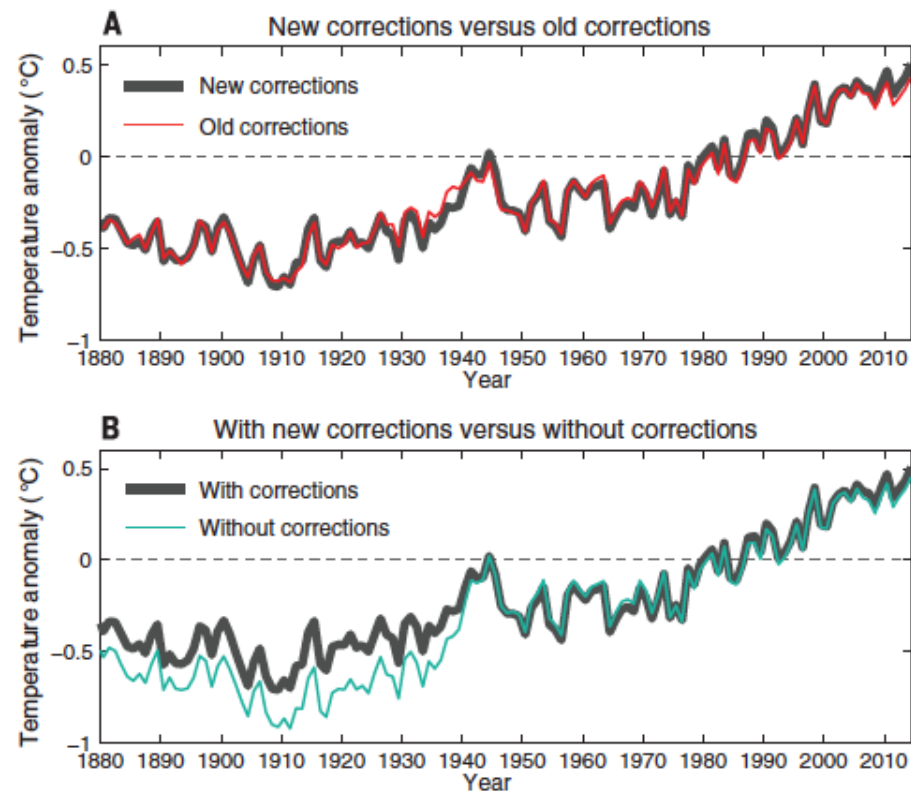 A New corrections versus old corrections
Temperature anomaly (°C)
0.5
0
−0.5
−1
New corrections
Old corrections
1880 1890 1900 1910 1920 1930 1940 1950 1960 1970 1980 1990 2000 2010
Year
B With new corrections versus without corrections
Temperature anomaly (°C)
0.5
0
−0.5
−1
With corrections
Without corrections
1880 1890 1900 1910 1920 1930 1940 1950 1960 1970 1980 1990 2000 2010
Year